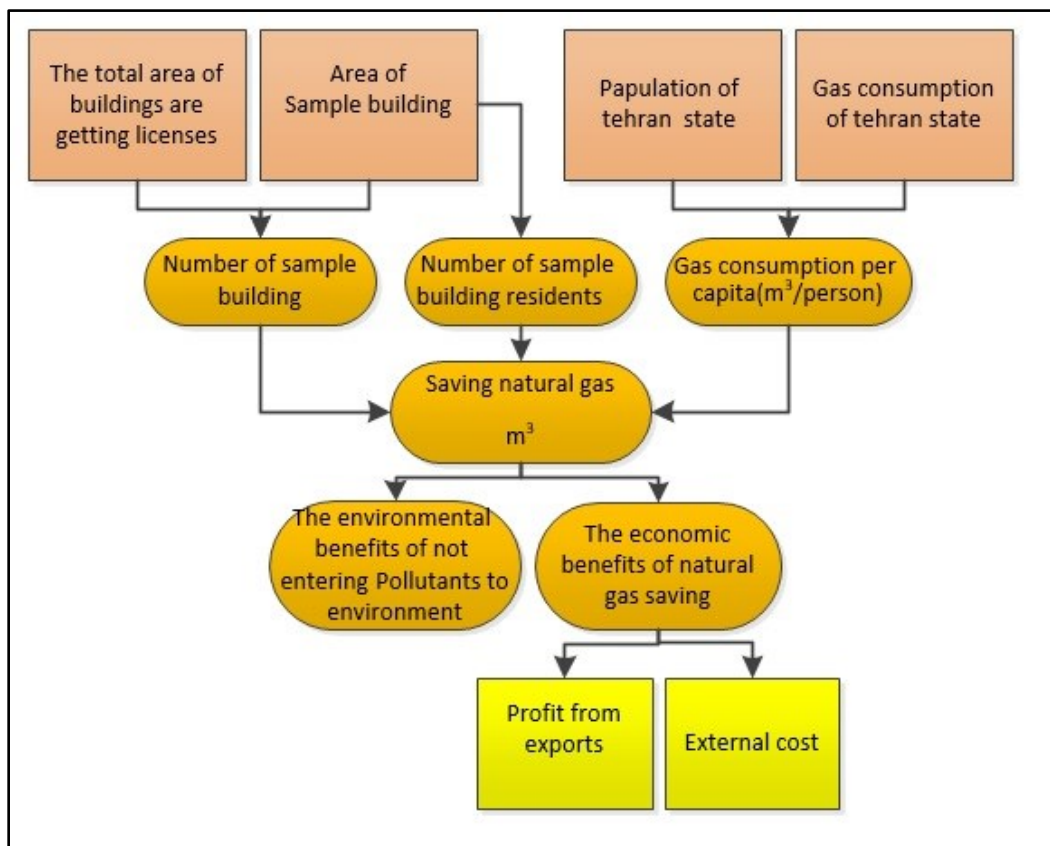 The total area of
buildings are
getting licenses
Area of
Sample building
Papulation of
tehran state
Gas consumption
of tehran state
Number of sample
building
Number of sample
building residents
Gas consumption per
capita(m³/person)
Saving natural gas
m³
The environmental
benefits of not
entering Pollutants to
environment
The economic
benefits of natural
gas saving
Profit from
exports
External cost